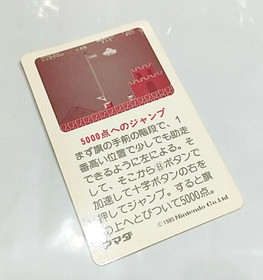 5000点へのジャンプ
まず旗の手前の階段で、1
番高い位置で少しでも助走
できるように左による。そ
して、そこからBボタンで
加速して十字ボタンの右を
押してジャンプ。すると旗
の上へとびついて5000点。
アマダ ©1985 Nintendo Co.,Ltd